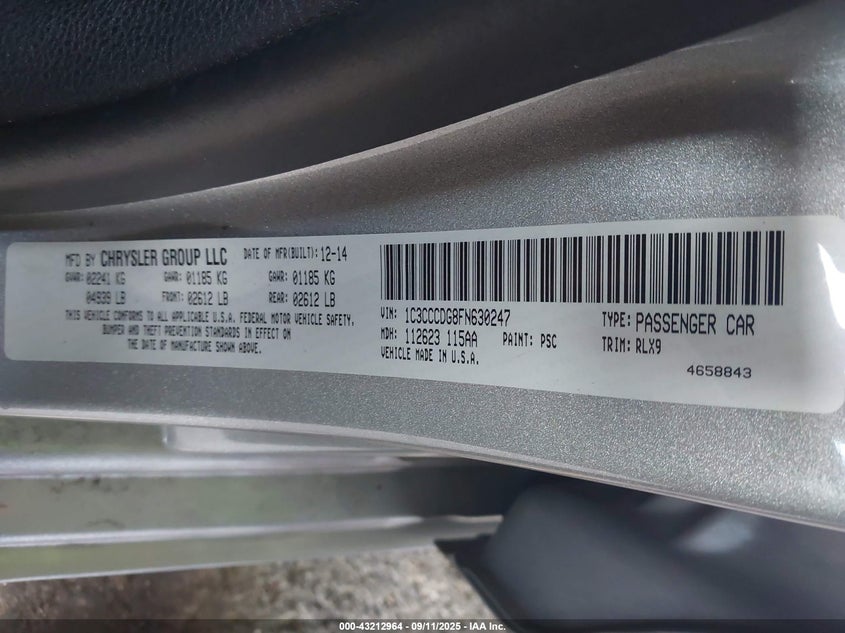 MFD BY CHRYSLER GROUP LLC DATE OF MFR(BUILT): 12-14
GVWR: 02241 KG GAWR: 01185 KG GAWR: 01185 KG
04939 LB FRONT: 02612 LB REAR: 02612 LB
THIS VEHICLE CONFORMS TO ALL APPLICABLE FEDERAL MOTOR VEHICLE SAFETY,
BUMPER AND THEFT PREVENTION STANDARDS IN EFFECT ON
THE DATE OF MANUFACTURE SHOWN ABOVE.
VIN: 1C3CCCDG8FN630247 TYPE: PASSENGER CAR
MDH: 112623 115AA PAINT: PSC TRIM: RLX9
VEHICLE MADE IN U.S.A.
4658843
000-43212964 - 09/11/2025 - IAA Inc.